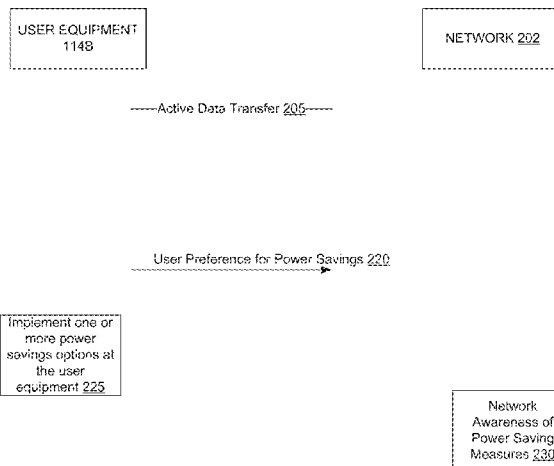 USER EQUIPMENT
114B
NETWORK 202
Active Data Transfer 205
User Preference for Power Savings 220
Implement one or
more power
savings options at
the user
equipment 225
Network
Awareness of
Power Saving
Measures 230